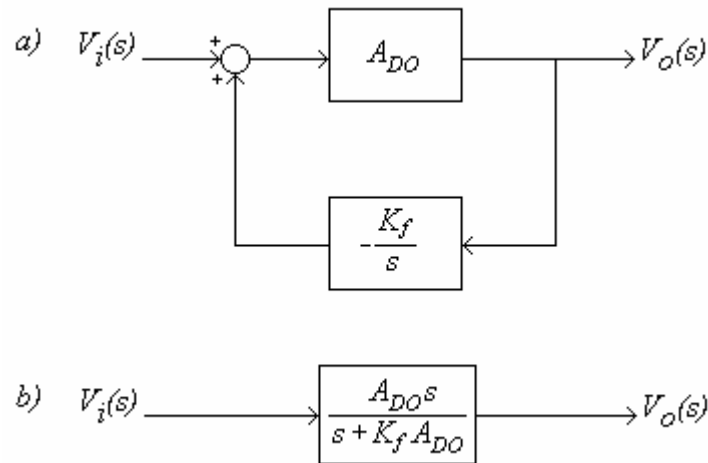 a) V_i(s) + + A_DO V_O(s)
-K_f/s
b) V_i(s) A_DO s / (s + K_f A_DO) V_O(s)